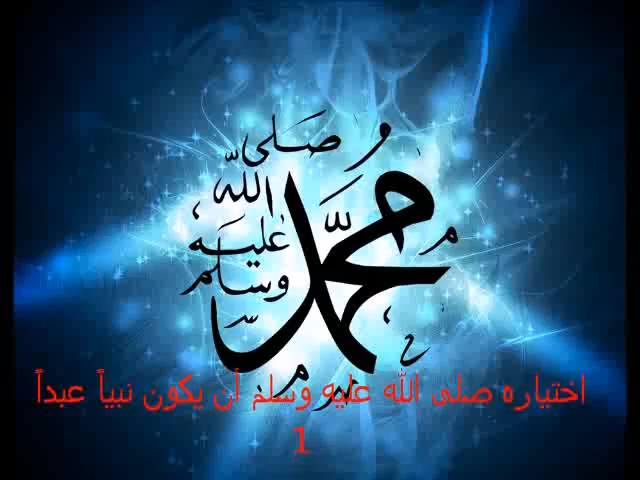 محمد
صلى
الله
عليه
وسلم
اختياره صلى الله عليه وسلم أن يكون نبياً عبداً
1